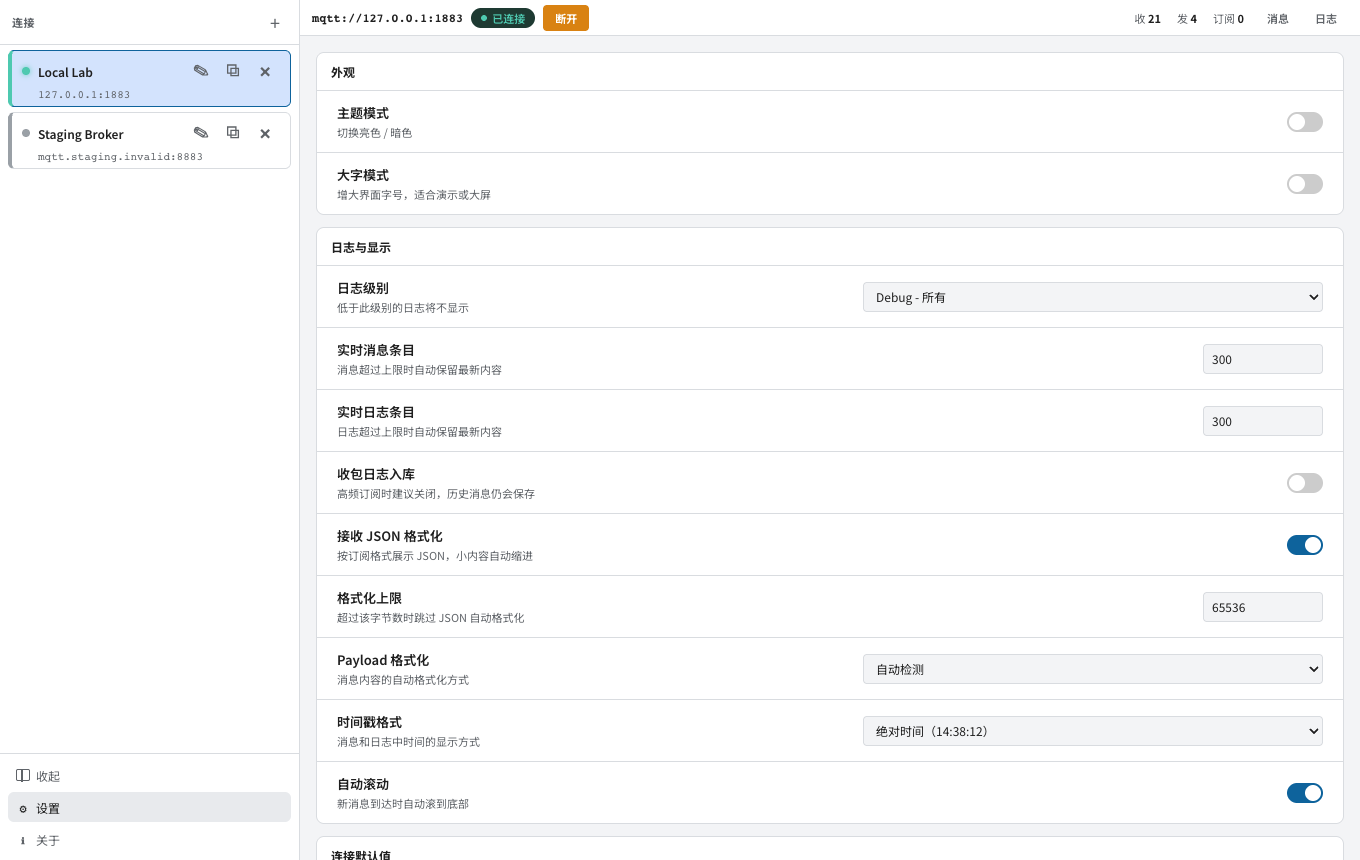 连接
+
Local Lab
127.0.0.1:1883
Staging Broker
mqtt.staging.invalid:8883
收起
设置
关于
mqtt://127.0.0.1:1883
已连接
断开
收 21
发 4
订阅 0
消息
日志
外观
主题模式
切换亮色 / 暗色
大字模式
增大界面字号，适合演示或大屏
日志与显示
日志级别
低于此级别的日志将不显示
Debug - 所有
实时消息条目
消息超过上限时自动保留最新内容
300
实时日志条目
日志超过上限时自动保留最新内容
300
收包日志入库
高频订阅时建议关闭，历史消息仍会保存
接收 JSON 格式化
按订阅格式展示 JSON，小内容自动缩进
格式化上限
超过该字节数时跳过 JSON 自动格式化
65536
Payload 格式化
消息内容的自动格式化方式
自动检测
时间戳格式
消息和日志中时间的显示方式
绝对时间（14:38:12）
自动滚动
新消息到达时自动滚到底部
连接默认值